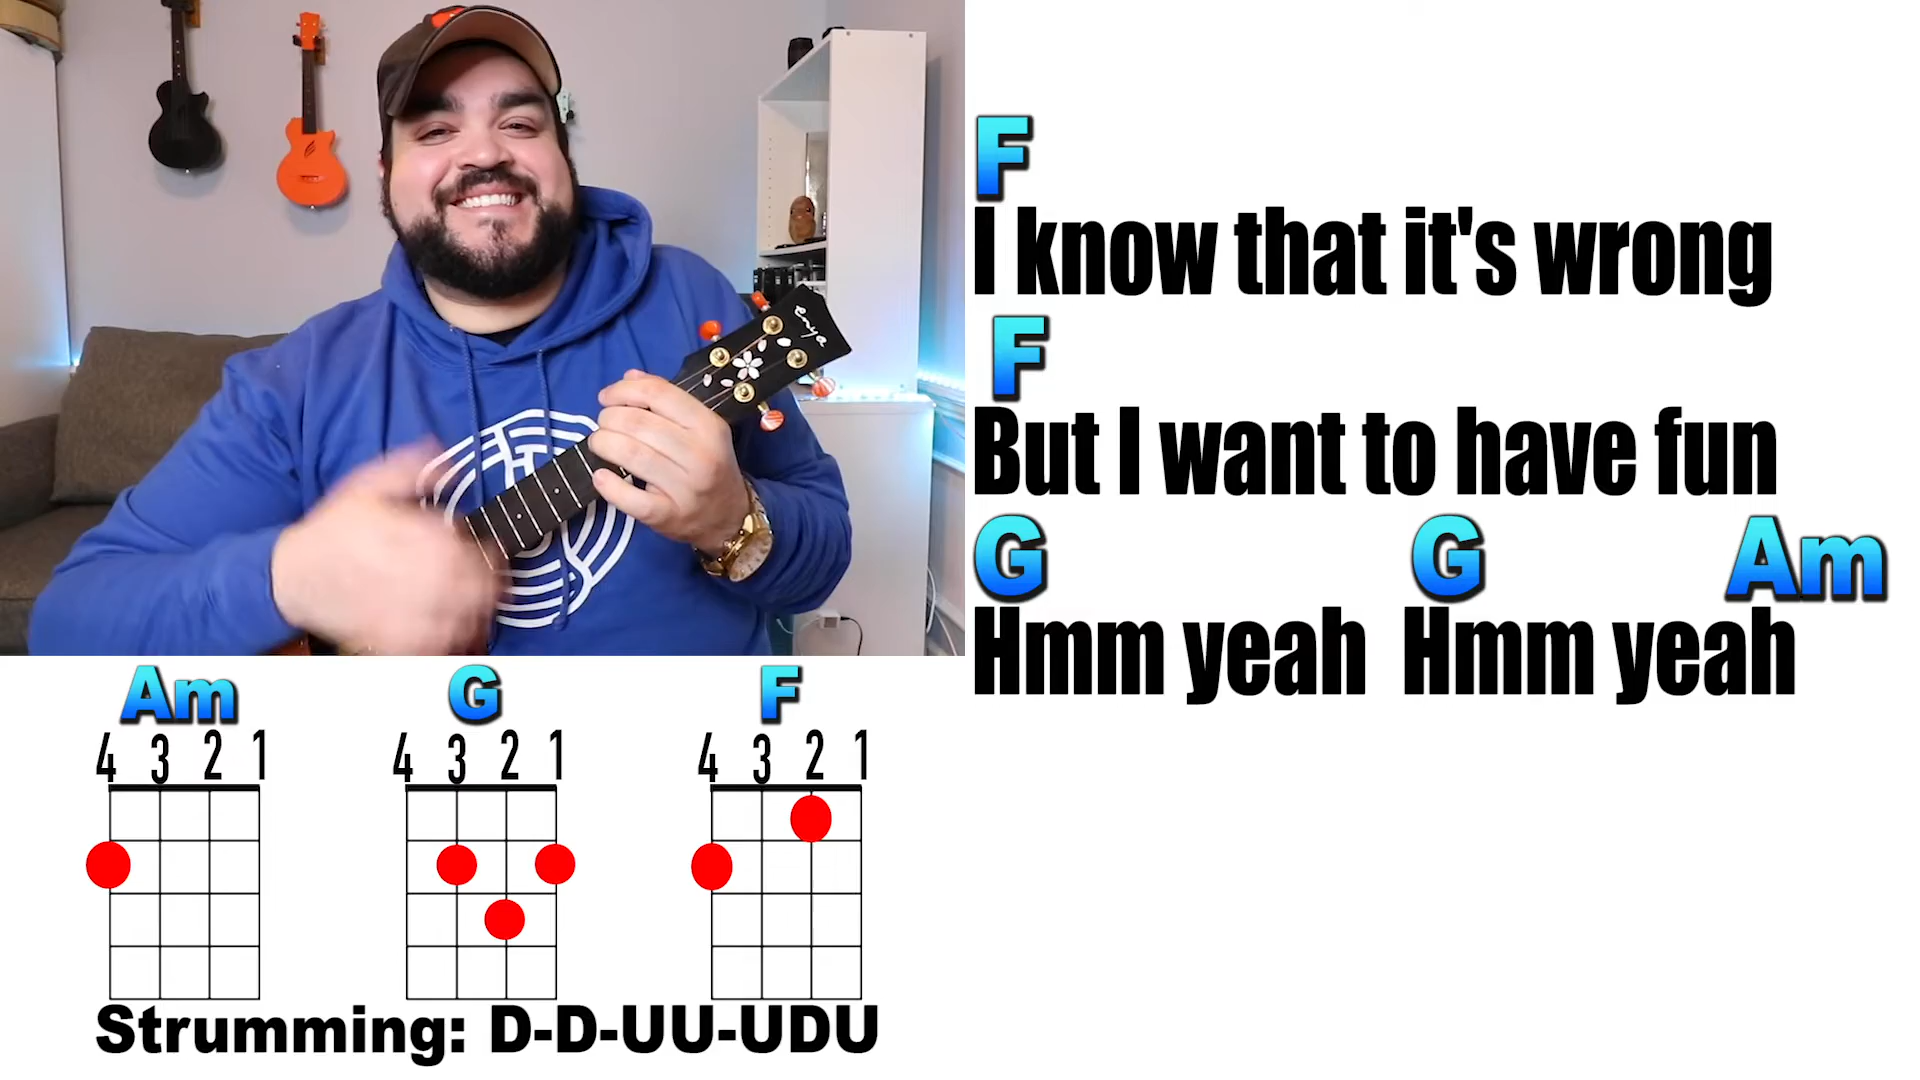 enya
F
I know that it's wrong
F
But I want to have fun
G G Am
Hmm yeah Hmm yeah
Am G F
4 3 2 1 4 3 2 1 4 3 2 1
Strumming: D-D-UU-UDU